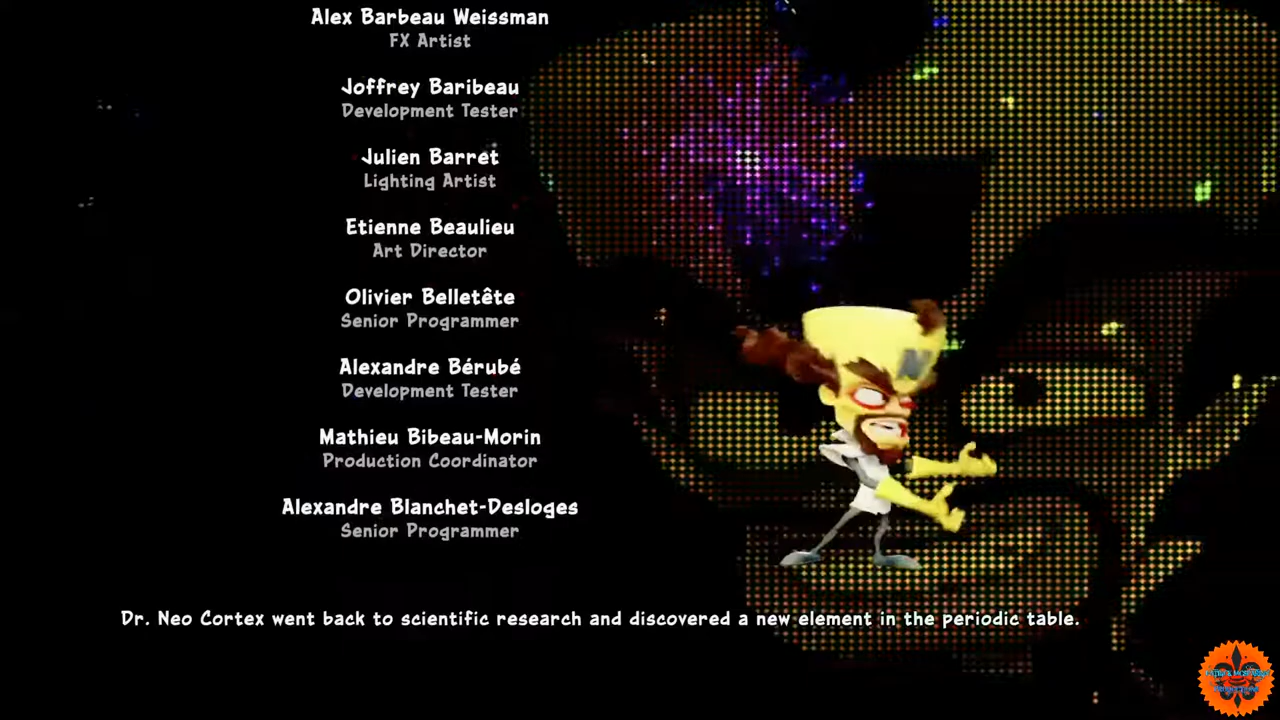 Alex Barbeau Weissman
FX Artist
Joffrey Baribeau
Development Tester
Julien Barret
Lighting Artist
Etienne Beaulieu
Art Director
Olivier Belletête
Senior Programmer
Alexandre Bérubé
Development Tester
Mathieu Bibeau-Morin
Production Coordinator
Alexandre Blanchet-Desloges
Senior Programmer
Dr. Neo Cortex went back to scientific research and discovered a new element in the periodic table.